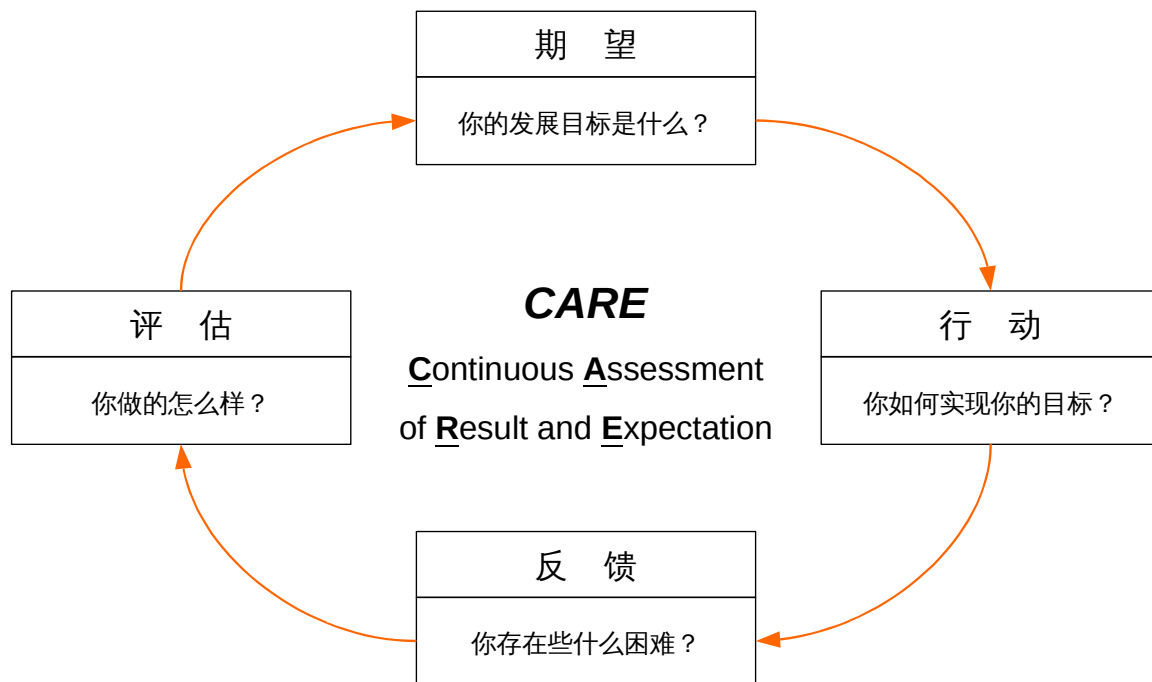 期 望
你的发展目标是什么？
评 估
你做的怎么样？
CARE
Continuous Assessment
of Result and Expectation
行 动
你如何实现你的目标？
反 馈
你存在些什么困难？